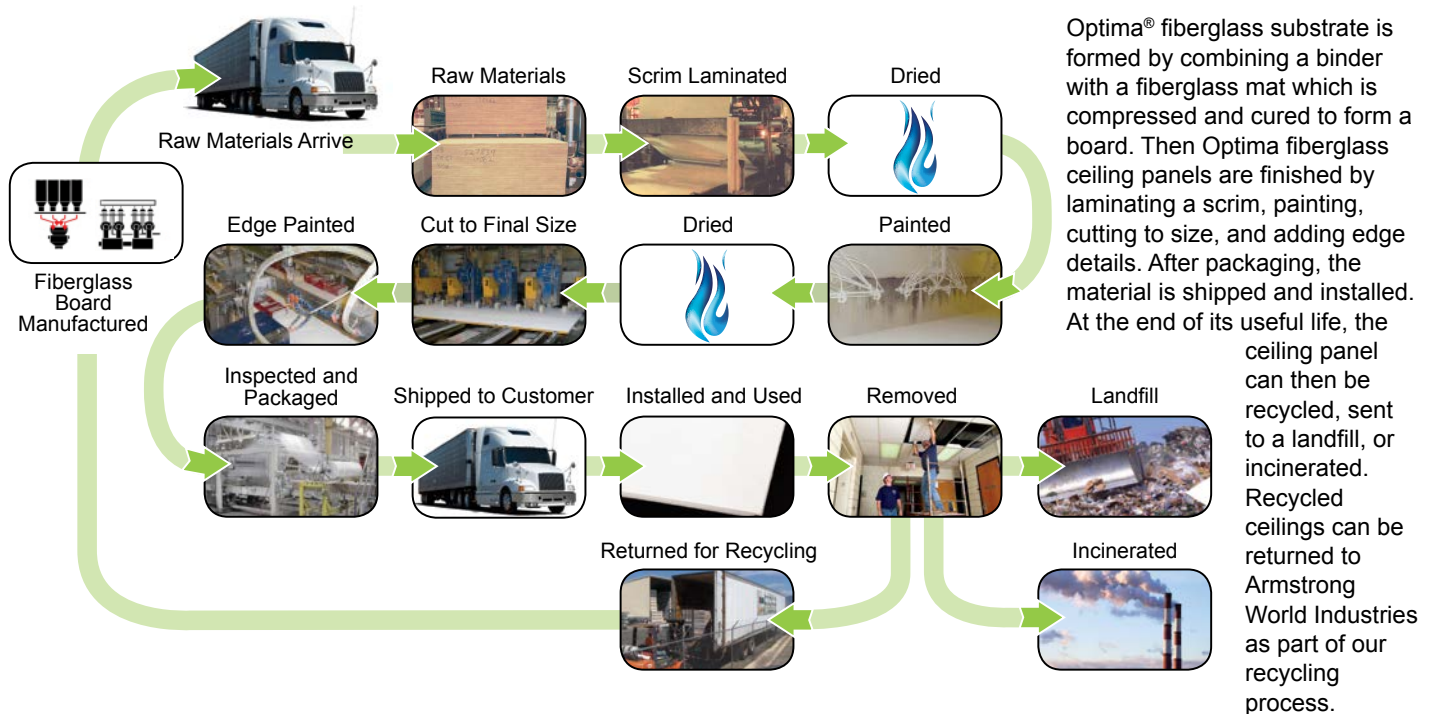 Raw Materials Arrive
Raw Materials
Scrim Laminated
Dried
Fiberglass
Board
Manufactured
Edge Painted
Cut to Final Size
Dried
Painted
Inspected and
Packaged
Shipped to Customer
Installed and Used
Removed
Landfill
Returned for Recycling
Incinerated
Optima® fiberglass substrate is
formed by combining a binder
with a fiberglass mat which is
compressed and cured to form a
board. Then Optima fiberglass
ceiling panels are finished by
laminating a scrim, painting,
cutting to size, and adding edge
details. After packaging, the
material is shipped and installed.
At the end of its useful life, the
ceiling panel
can then be
recycled, sent
to a landfill, or
incinerated.
Recycled
ceilings can be
returned to
Armstrong
World Industries
as part of our
recycling
process.